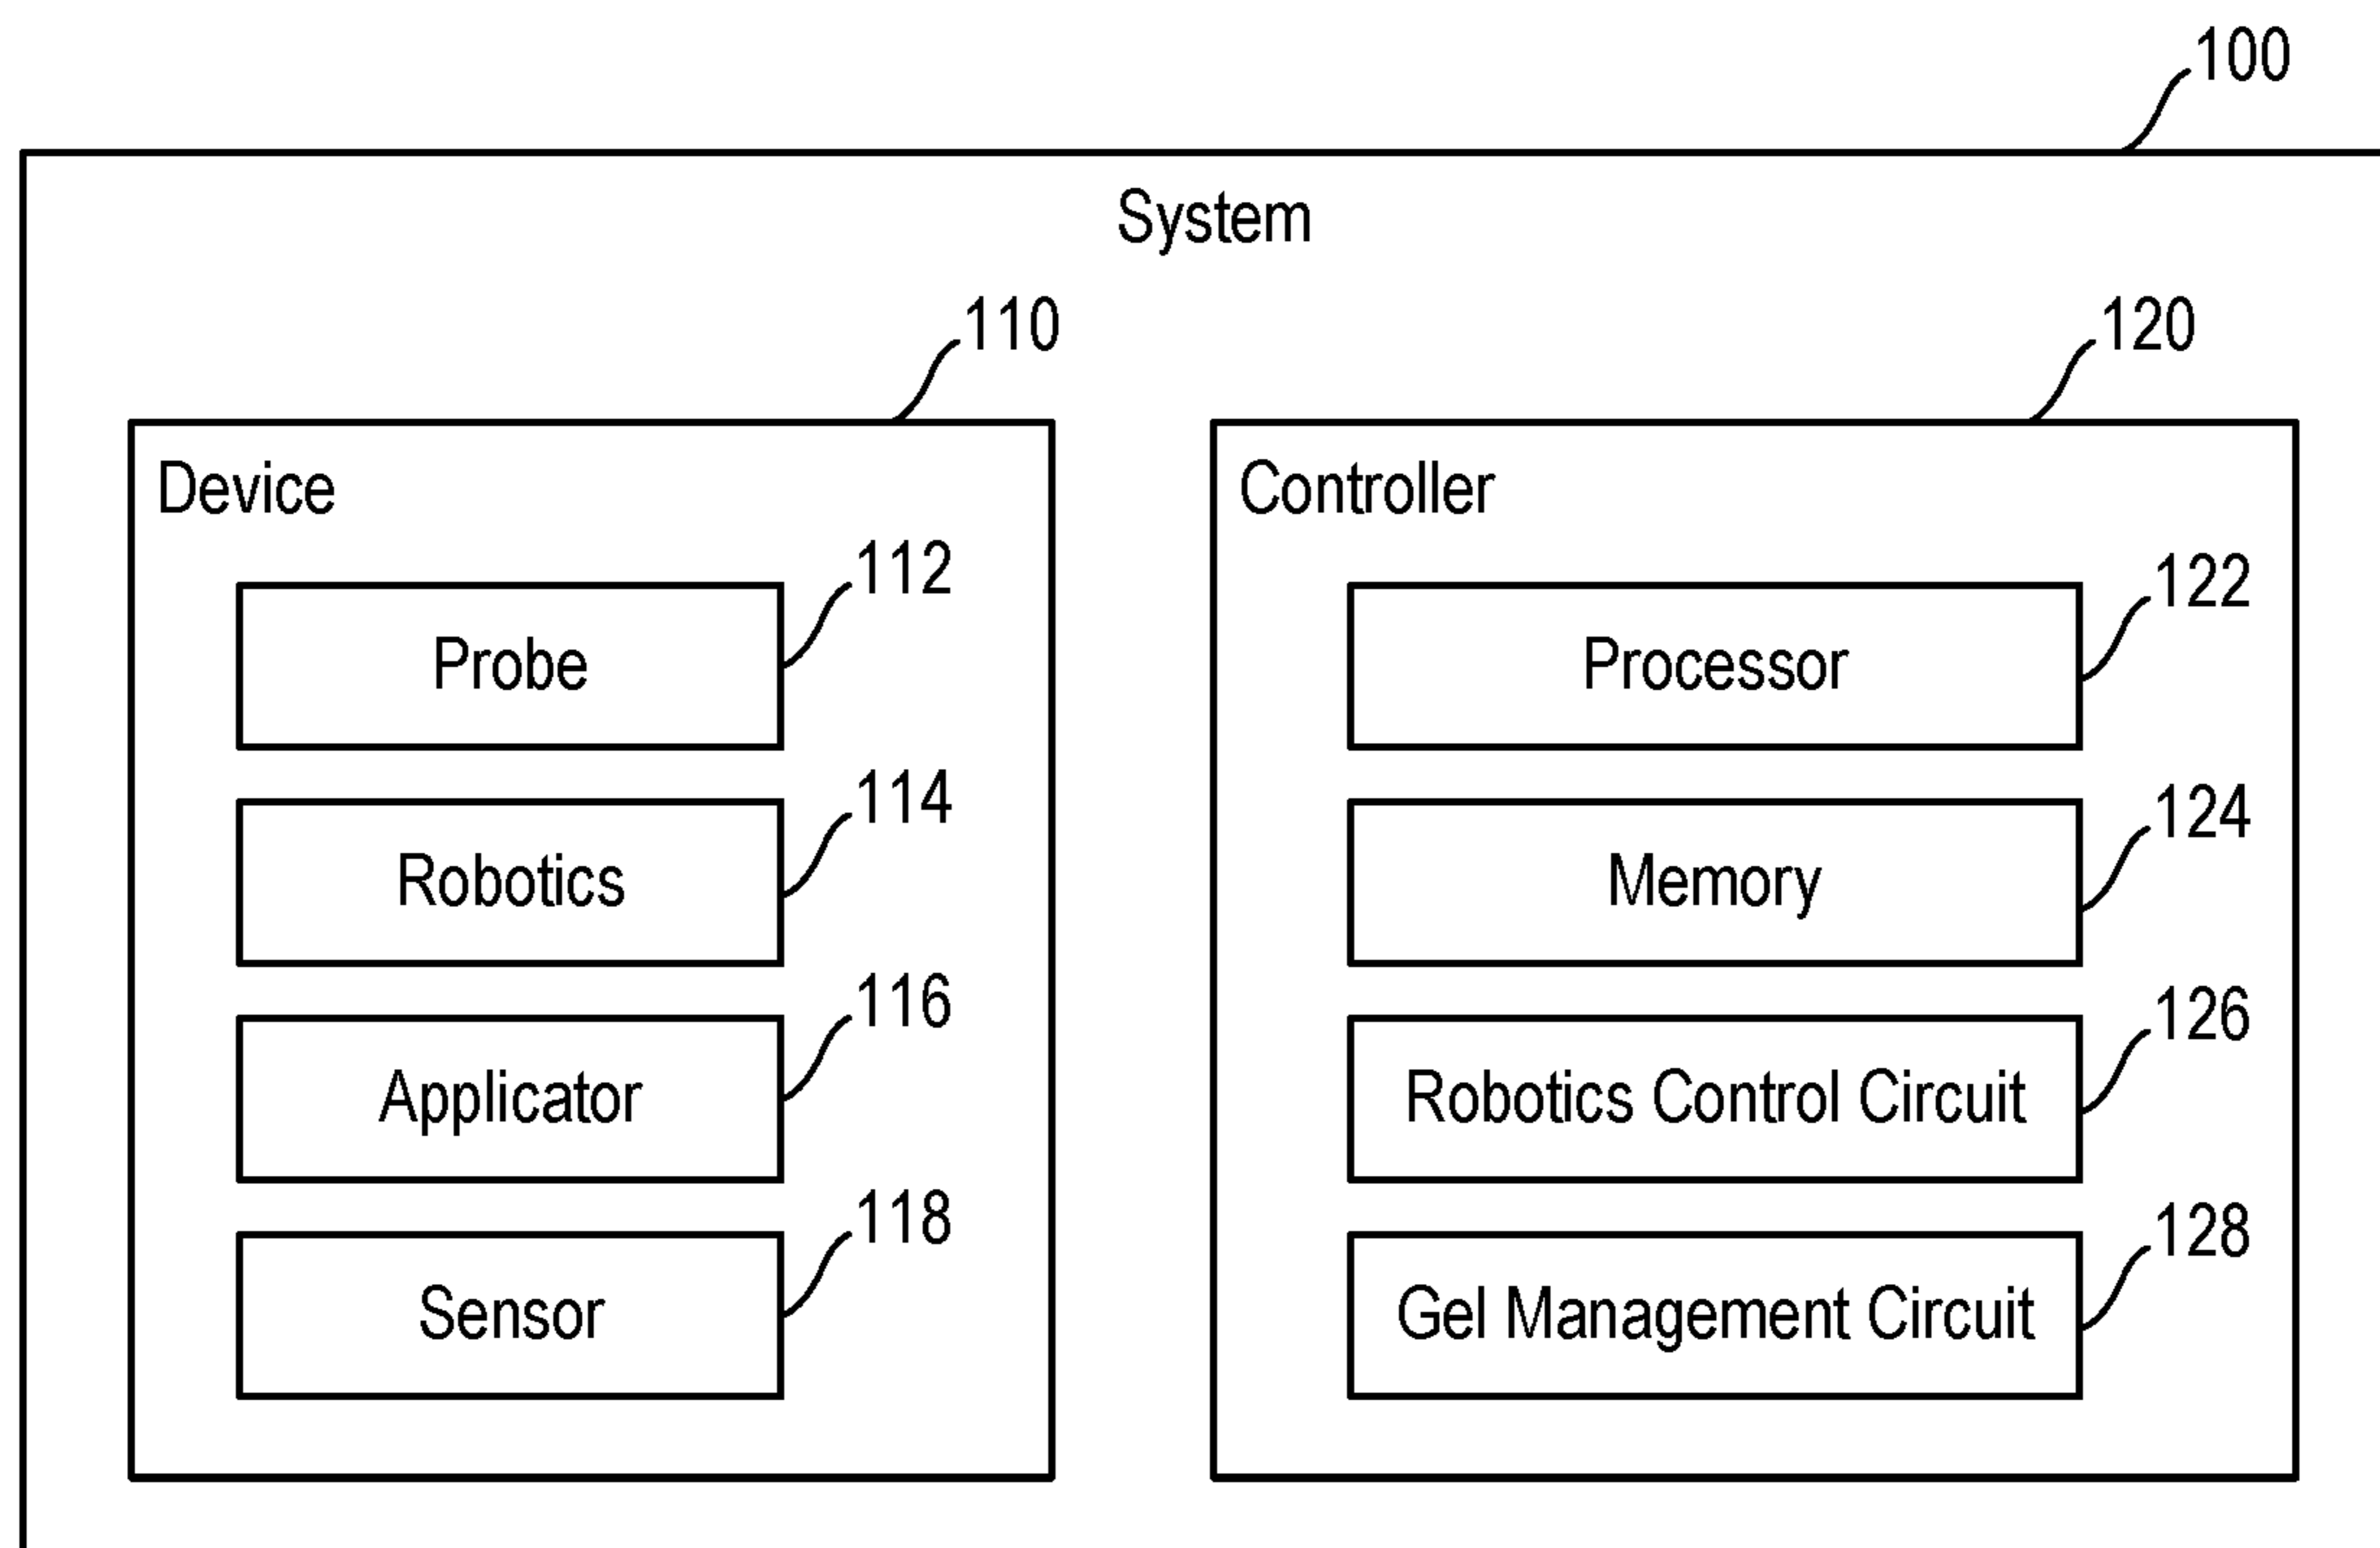 100
System
110
120
Device
Controller
112
Probe
122
Processor
114
Robotics
124
Memory
116
Applicator
126
Robotics Control Circuit
118
Sensor
128
Gel Management Circuit